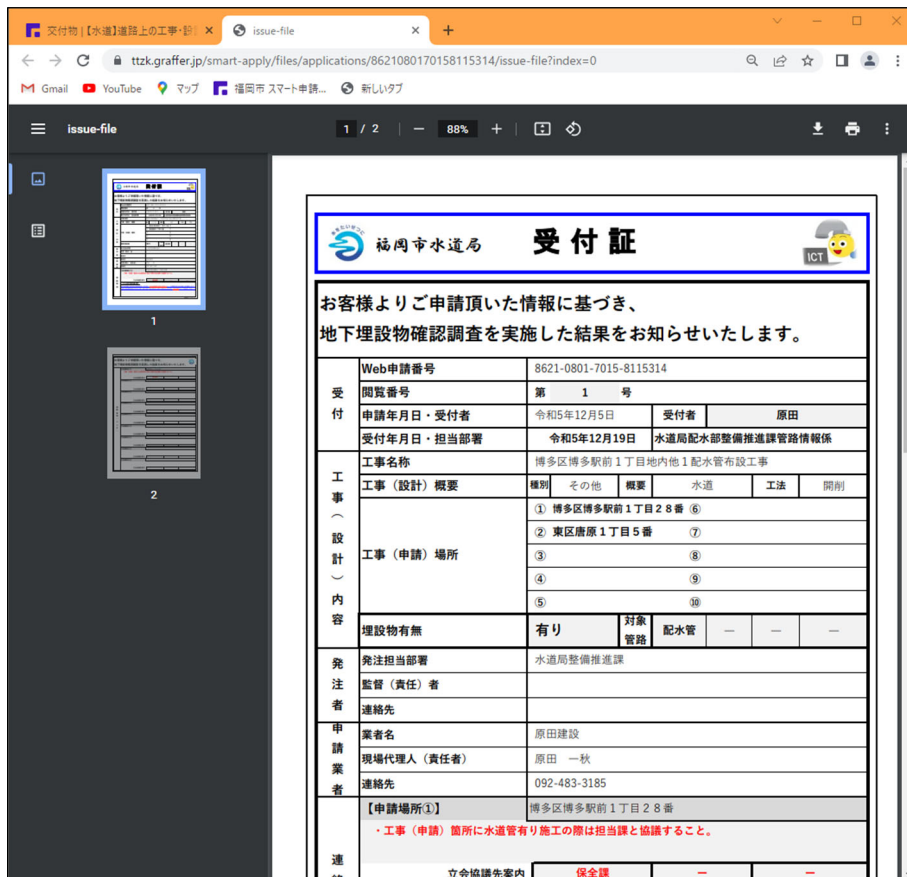 交付物 | 【水道】道路上の工事・設
issue-file
ttzk.graffer.jp/smart-apply/files/applications/8621080170158115314/issue-file?index=0
Gmail YouTube マップ 福岡市 スマート申請... 新しいタブ
issue-file 1 / 2 88%
1
2
福岡市水道局 受付証 ICT
お客様よりご申請頂いた情報に基づき、
地下埋設物確認調査を実施した結果をお知らせいたします。
受付
Web申請番号 8621-0801-7015-8115314
閲覧番号 第 1 号
申請年月日・受付者 令和5年12月5日 受付者 原田
受付年月日・担当部署 令和5年12月19日 水道局配水部整備推進課管路情報係
工事(設計)内容
工事名称 博多区博多駅前1丁目地内他1配水管布設工事
工事(設計)概要 種別 その他 概要 水道 工法 開削
工事(申請)場所
① 博多区博多駅前1丁目28番 ⑥
② 東区唐原1丁目5番 ⑦
③ ⑧
④ ⑨
⑤ ⑩
埋設物有無 有り 対象管路 配水管 — — —
発注者
発注担当部署 水道局整備推進課
監督(責任)者
連絡先
申請業者
業者名 原田建設
現場代理人(責任者) 原田 一秋
連絡先 092-483-3185
【申請場所①】 博多区博多駅前1丁目28番
・工事(申請)箇所に水道管有り施工の際は担当課と協議すること。
連
立会協議先案内 保全課 — —